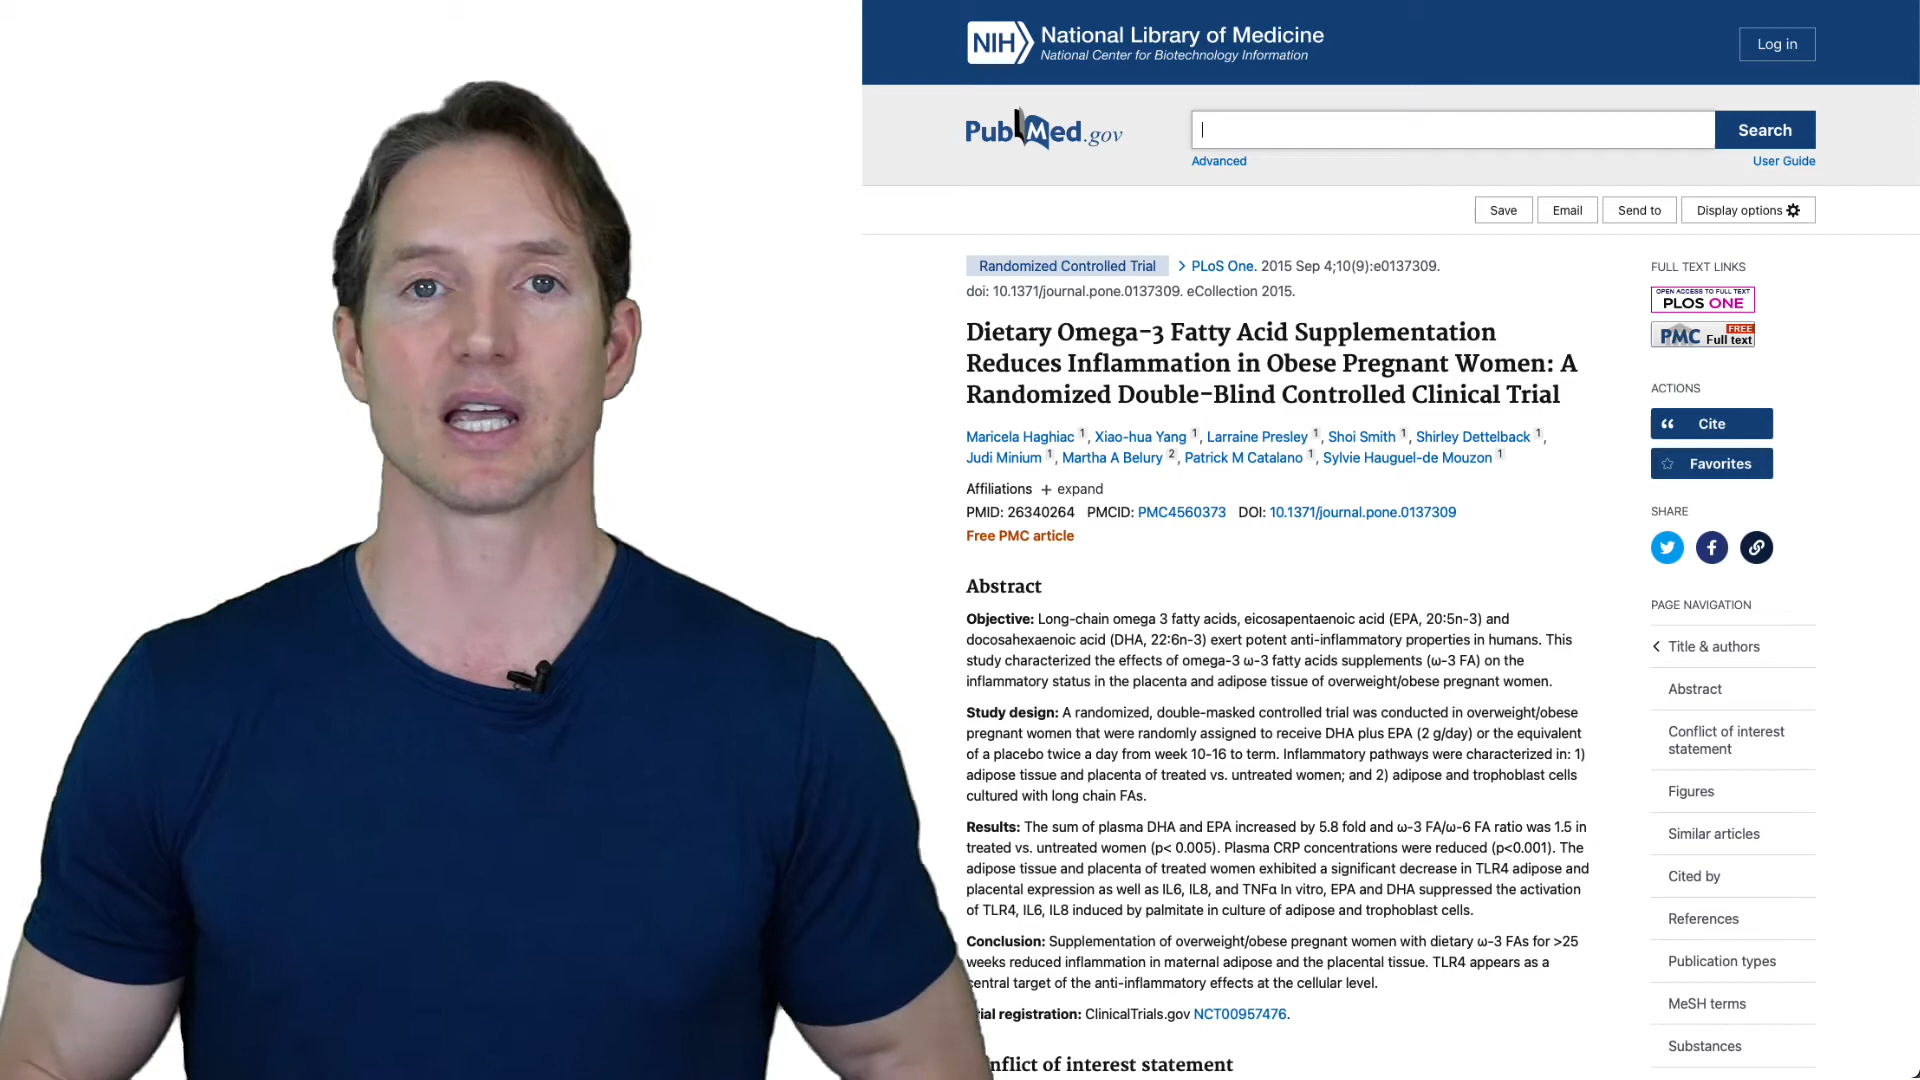 NIH National Library of Medicine
National Center for Biotechnology Information
Log in
PubMed.gov
Search
Advanced
User Guide
Save
Email
Send to
Display options
Randomized Controlled Trial
> PLoS One. 2015 Sep 4;10(9):e0137309.
doi: 10.1371/journal.pone.0137309. eCollection 2015.
Dietary Omega-3 Fatty Acid Supplementation
Reduces Inflammation in Obese Pregnant Women: A
Randomized Double-Blind Controlled Clinical Trial
Maricela Haghiac 1, Xiao-hua Yang 1, Larraine Presley 1, Shoi Smith 1, Shirley Dettelback 1,
Judi Minium 1, Martha A Belury 2, Patrick M Catalano 1, Sylvie Hauguel-de Mouzon 1
Affiliations + expand
PMID: 26340264 PMCID: PMC4560373 DOI: 10.1371/journal.pone.0137309
Free PMC article
Abstract
Objective: Long-chain omega 3 fatty acids, eicosapentaenoic acid (EPA, 20:5n-3) and
docosahexaenoic acid (DHA, 22:6n-3) exert potent anti-inflammatory properties in humans. This
study characterized the effects of omega-3 ω-3 fatty acids supplements (ω-3 FA) on the
inflammatory status in the placenta and adipose tissue of overweight/obese pregnant women.
Study design: A randomized, double-masked controlled trial was conducted in overweight/obese
pregnant women that were randomly assigned to receive DHA plus EPA (2 g/day) or the equivalent
of a placebo twice a day from week 10-16 to term. Inflammatory pathways were characterized in: 1)
adipose tissue and placenta of treated vs. untreated women; and 2) adipose and trophoblast cells
cultured with long chain FAs.
Results: The sum of plasma DHA and EPA increased by 5.8 fold and ω-3 FA/ω-6 FA ratio was 1.5 in
treated vs. untreated women (p< 0.005). Plasma CRP concentrations were reduced (p<0.001). The
adipose tissue and placenta of treated women exhibited a significant decrease in TLR4 adipose and
placental expression as well as IL6, IL8, and TNFα In vitro, EPA and DHA suppressed the activation
of TLR4, IL6, IL8 induced by palmitate in culture of adipose and trophoblast cells.
Conclusion: Supplementation of overweight/obese pregnant women with dietary ω-3 FAs for >25
weeks reduced inflammation in maternal adipose and the placental tissue. TLR4 appears as a
entral target of the anti-inflammatory effects at the cellular level.
ial registration: ClinicalTrials.gov NCT00957476.
nflict of interest statement
FULL TEXT LINKS
OPEN ACCESS TO FULL TEXT
PLOS ONE
FREE
PMC Full text
ACTIONS
Cite
Favorites
SHARE
PAGE NAVIGATION
Title & authors
Abstract
Conflict of interest
statement
Figures
Similar articles
Cited by
References
Publication types
MeSH terms
Substances